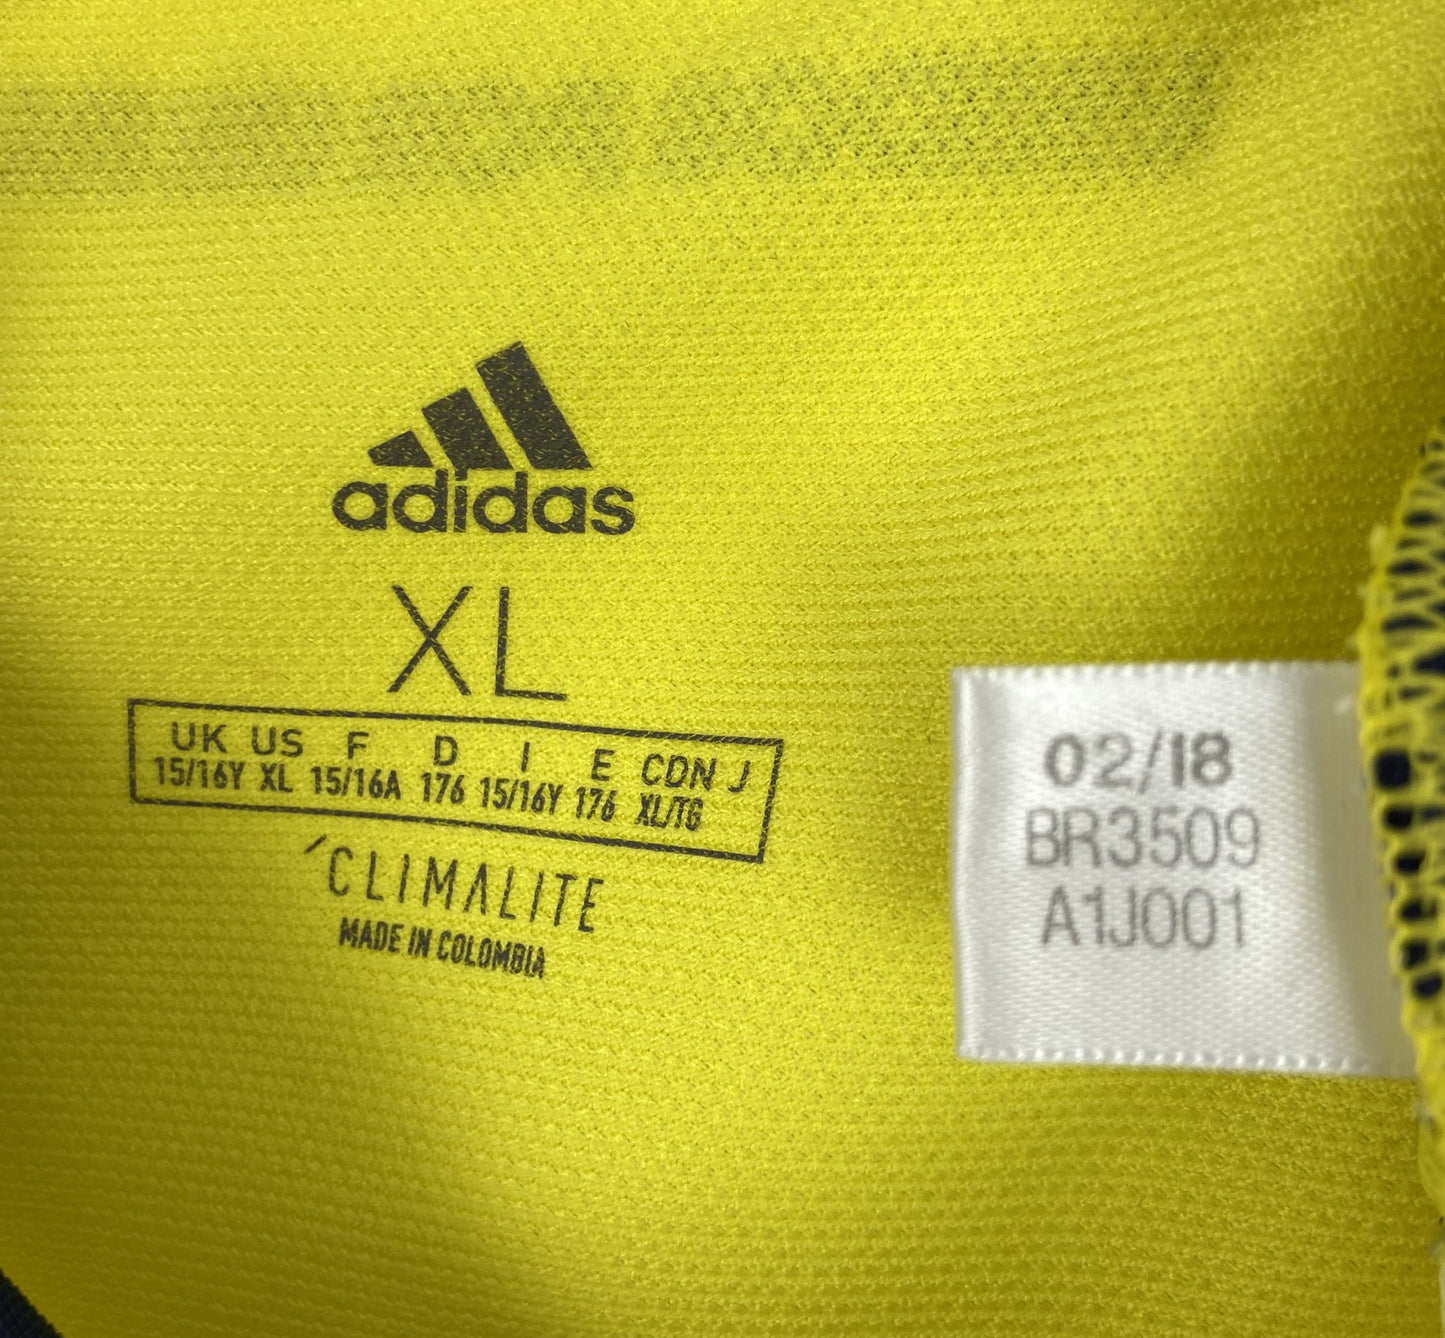 adidas
XL
UK US F D I E CDN J
15/16Y XL 15/16A 176 15/16Y 176 XL/TG
´CLIMALITE
MADE IN COLOMBIA
02/18
BR3509
A1J001